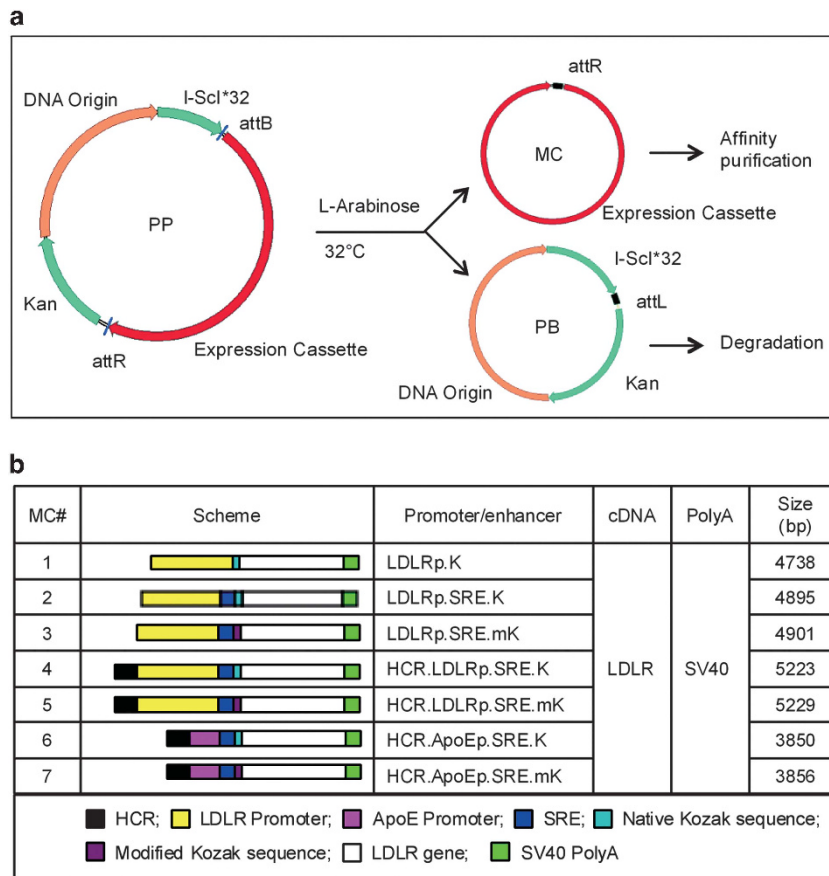 a
DNA Origin
I-ScI*32
attB
PP
Kan
attR
Expression Cassette
L-Arabinose
32°C
attR
MC
Expression Cassette
Affinity
purification
I-ScI*32
attL
PB
DNA Origin
Kan
Degradation
b
MC# Scheme Promoter/enhancer cDNA PolyA Size (bp)
1 LDLRp.K 4738
2 LDLRp.SRE.K 4895
3 LDLRp.SRE.mK 4901
4 HCR.LDLRp.SRE.K LDLR SV40 5223
5 HCR.LDLRp.SRE.mK 5229
6 HCR.ApoEp.SRE.K 3850
7 HCR.ApoEp.SRE.mK 3856
HCR; LDLR Promoter; ApoE Promoter; SRE; Native Kozak sequence;
Modified Kozak sequence; LDLR gene; SV40 PolyA